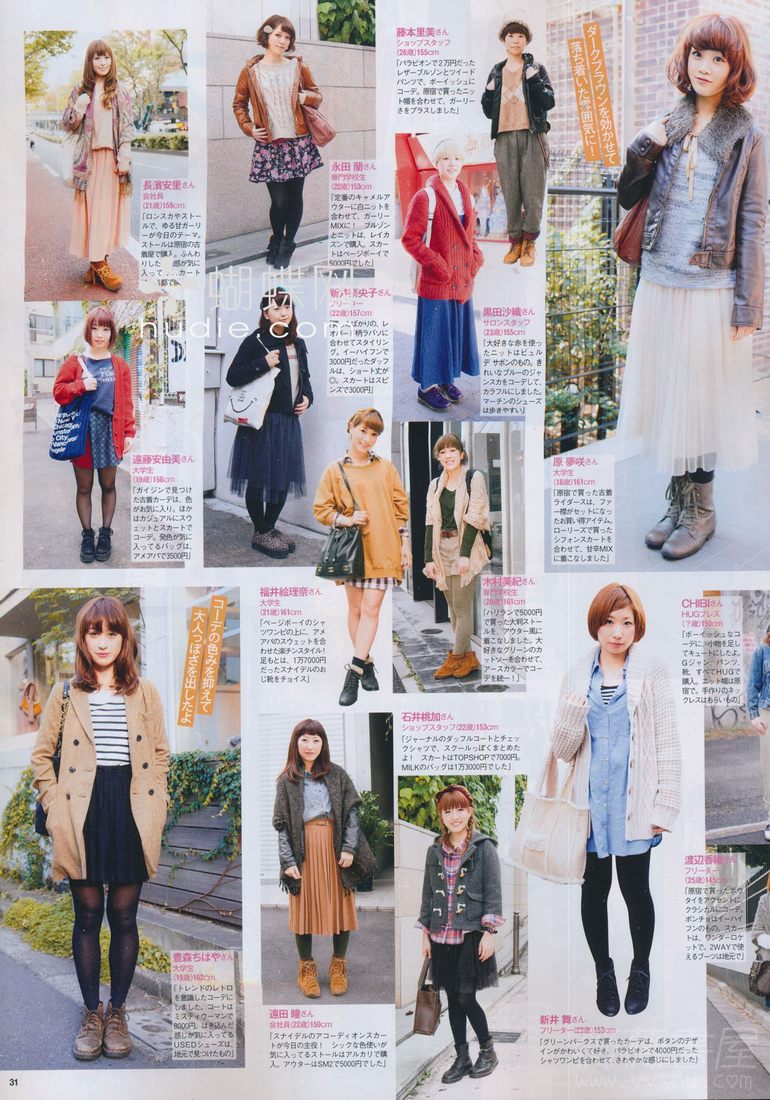 長濱安里さん
会社員
(21歳)159cm
「ロンスカやストー
ルで、ゆる甘ガーリ
ーが今日のテーマ。
ストールは原宿の古
着屋で購入。ふんわ
りした
感が気に
入って
カート
永田 蘭さん
専門学校生
(22歳)153cm
「定番のキャメルア
ウターに白ニットを
合わせて、ガーリー
MIXに! ブルゾン
とニットは、レイカ
ズンで購入。スカー
トはページボーイで
5000円でした」
藤本里美さん
ショップスタッフ
(26歳)155cm
「パラビオンで2万円だった
レザーブルゾンとツイード
パンツで、ボーイッシュに
コーデ。原宿で買ったニッ
ト帽を合わせて、ガーリー
さをプラスしました」
ダークブラウンを効かせて
落ち着いた雰囲気に!
蝴蝶网
hudie.com
央子さん
フリーター
(22歳)157cm
ばかりの、レ
オパード柄ラバソに
合わせてスタイリン
グ。イーハイフンで
3000円だったダッフ
ルは、ショート丈が
◎。スカートはスピ
ンズで3000円」
黒田沙織さん
サロンスタッフ
(23歳)155cm
「大好きな赤を使っ
たニットはピュルデ
サボンのもの。き
れいなブルーのジャ
ンスカをコーデして、
カラフルにしました。
マーチンのシューズ
は歩きやすい」
遠藤安由美さん
大学生
(19歳)158cm
「ガイジンで見つけ
た古着カーデは、色
がお気に入り。ほか
はカジュアルにスウ
ェットとスカートで
コーデ。発色が気に
入ってるバッグは、
アメアパで3500円」
原 夢咲さん
大学生
(18歳)161cm
「原宿で買った古着
ライダースは、ファ
ー襟がセットになっ
たお買い得アイテム。
ローリーズで買った
シフォンスカート
を合わせて、甘辛MIX
に着こなしました」
福井絵理奈さん
大学生
(21歳)161cm
「ページボーイのシャ
ツワンピの上に、アメ
アパのスウェットを合
わせた楽チンスタイル!
足もとは、1万7000円
だったスナイデルのお
じ靴をチョイス」
木村美紀さん
専門学校生
(20歳)161cm
「ハリランで5000円
で買った大判ストー
ルを、アウター風に
着こなしました。大
好きなグリーンのカ
ットソーを合わせて、
アースカラーでコー
デを統一!」
CHIBIさん
HUGプレス
(?歳)150cm
「ボーイッシュなコ
ーデに、小物を足し
てキュートにしたよ。
Gジャン、パンツ、
靴、すべてHUGで
購入。ニット帽は原
宿で。手作りのネッ
クレスはもらいもの」
コーデの色みを抑えて
大人っぽさを出したよ
石井桃加さん
ショップスタッフ(22歳)153cm
「ジャーナルのダッフルコートとチェッ
クシャツで、スクールっぽくまとめた
よ! スカートはTOPSHOPで7000円。
MILKのバッグは1万3000円でした」
豊森ちはやさん
大学生
(19歳)152cm
「トレンドのレトロ
を意識したコーデに
しました。コートは
ミスティウーマンで
8000円。はき込んだ
感じが気に入ってる
USEDシューズは、
地元で見つけたもの」
遠田 瞳さん
会社員(22歳)150cm
「スナイデルのアコーディオンスカー
トが今日の主役! シックな色使いが
気に入ってるストールはアルカリで購
入。アウターはSM2で5000円でした」
新井 舞さん
フリーター(23歳)153cm
「グリーンパークスで買ったカーデは、ボタンのデザ
インがかわいくて好き。パラビオンで4000円だった
シャツワンピを合わせて、さわやかな感じにしました」
渡辺香織さん
フリーター
(25歳)145cm
「原宿で買ったボウ
タイをアクセントに
クラシカルにコーデ。
ポンチョはイーハイ
フンのもの。スカー
トは、ワンダーロケ
ットで。2WAYで使
えるブーツは地元で」
31